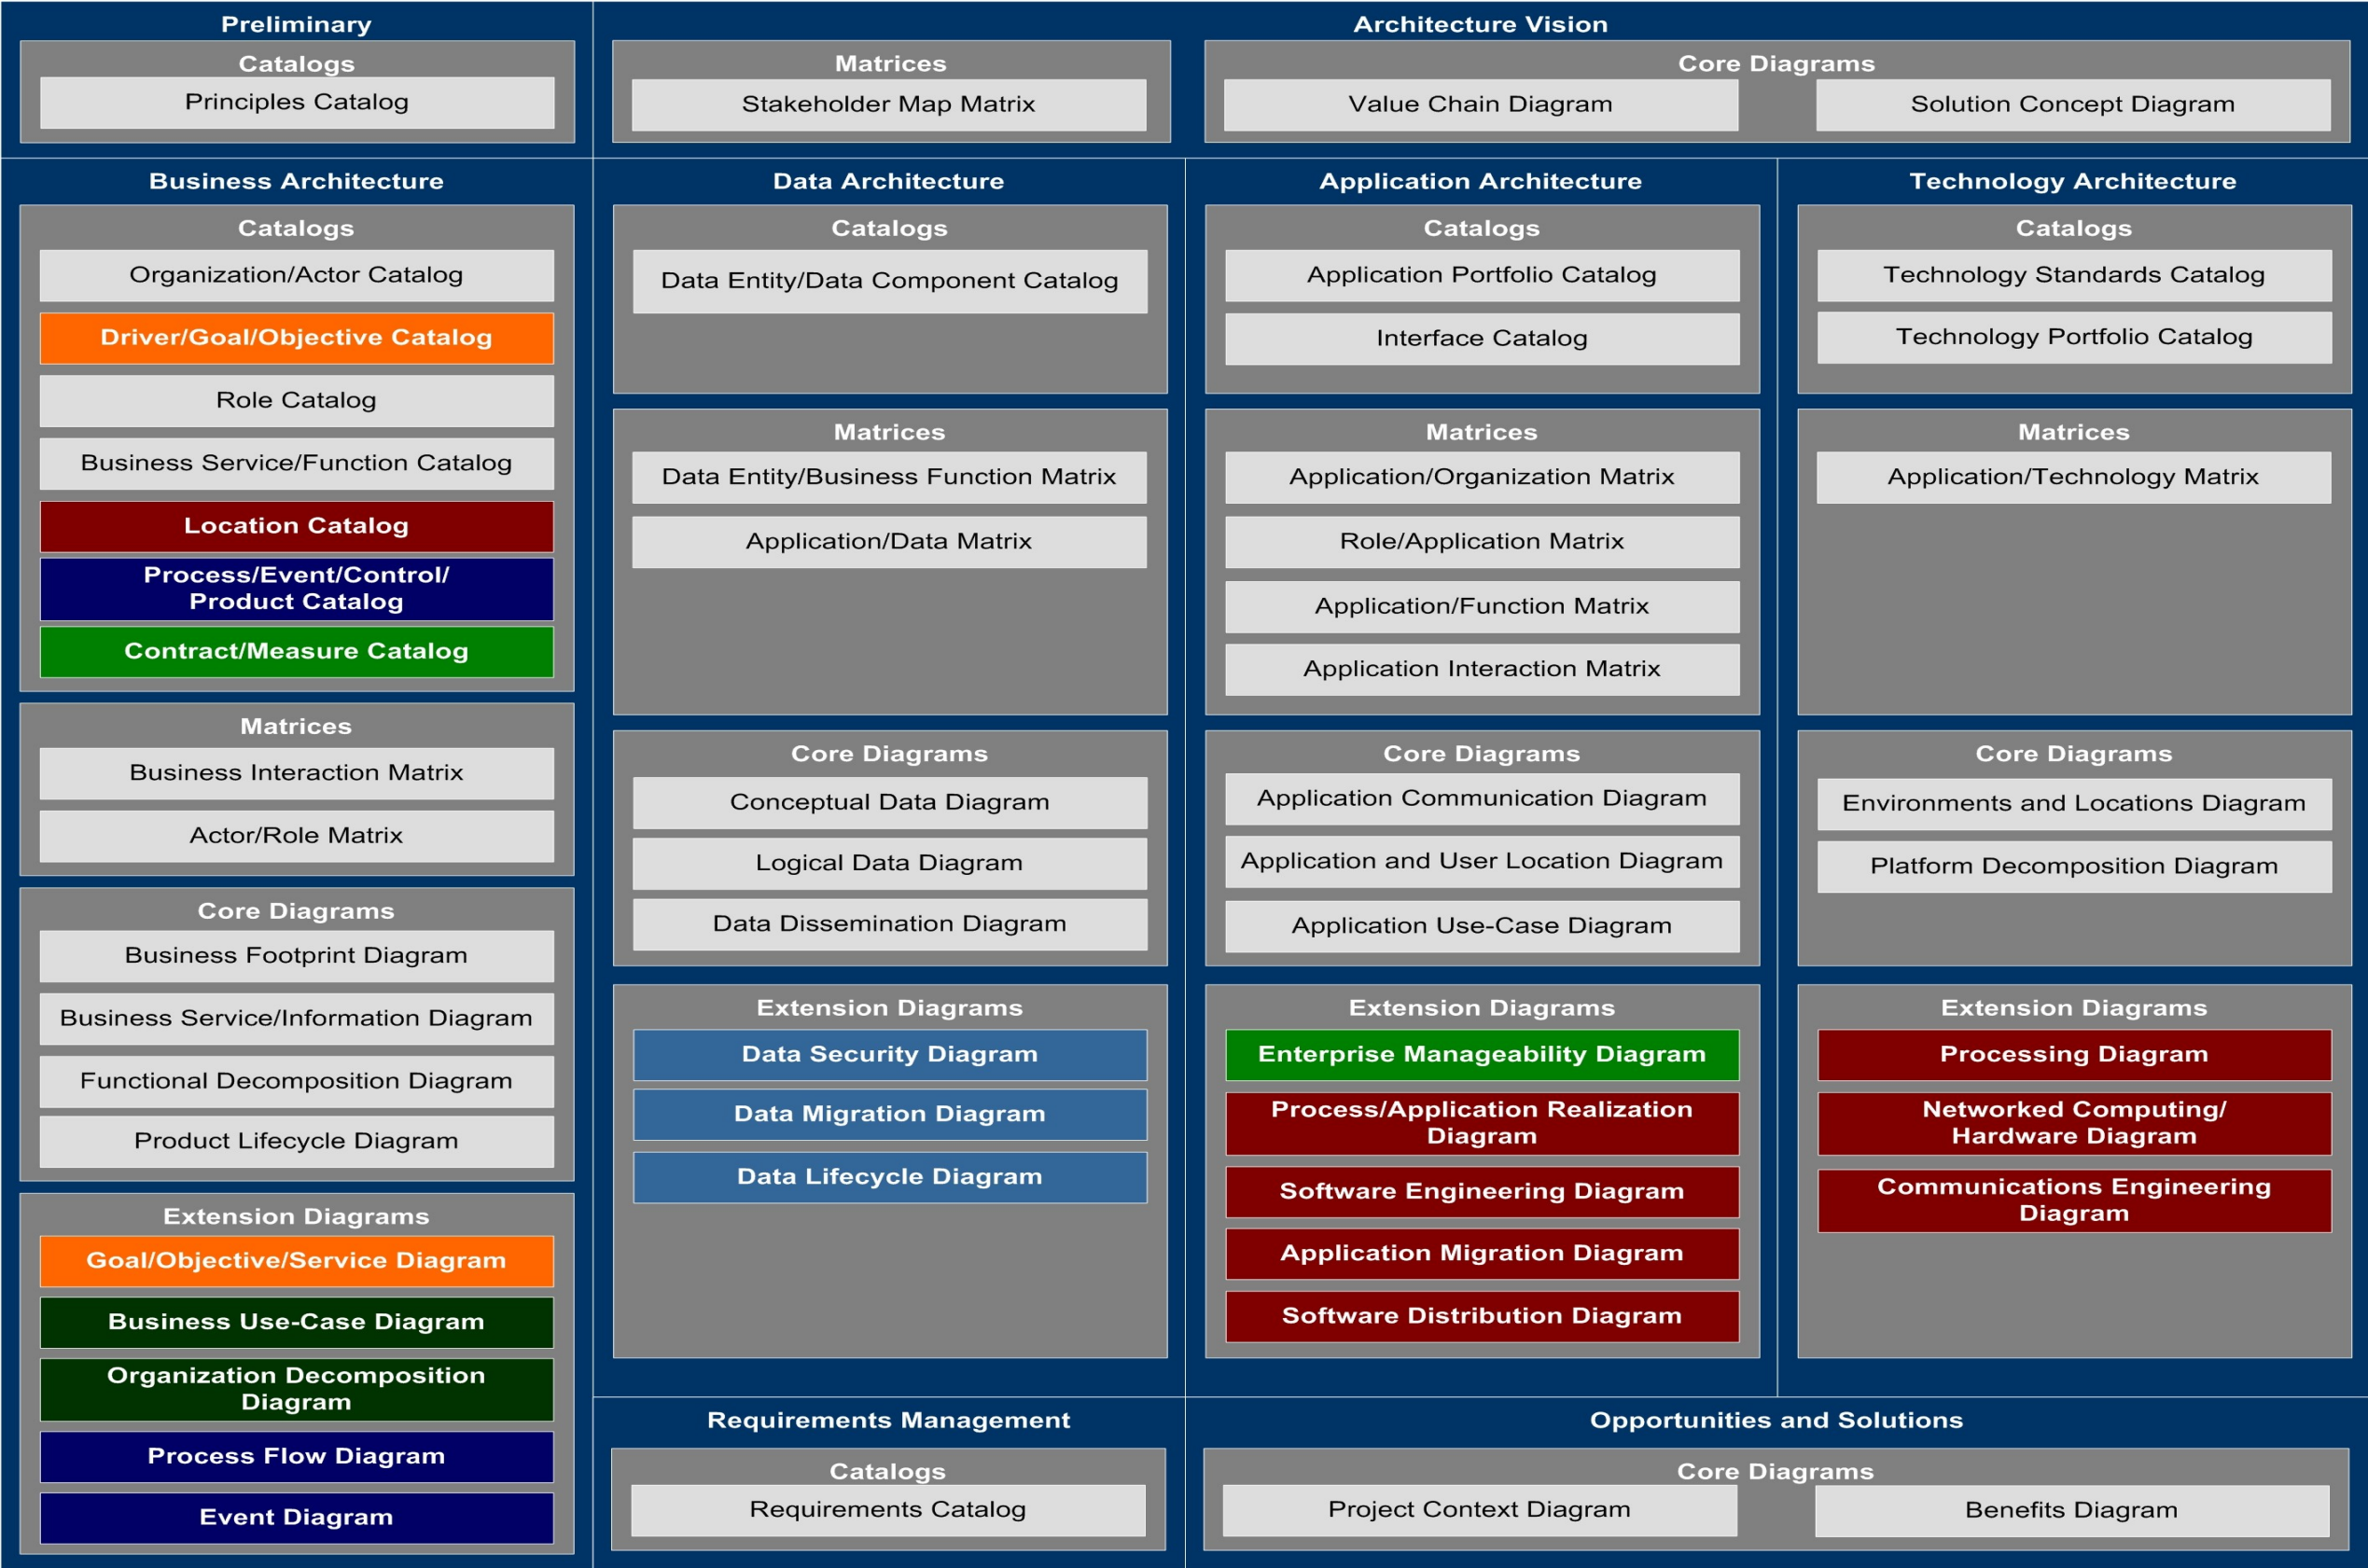 Preliminary
Catalogs
Principles Catalog
Architecture Vision
Matrices
Stakeholder Map Matrix
Core Diagrams
Value Chain Diagram
Solution Concept Diagram
Business Architecture
Catalogs
Organization/Actor Catalog
Driver/Goal/Objective Catalog
Role Catalog
Business Service/Function Catalog
Location Catalog
Process/Event/Control/
Product Catalog
Contract/Measure Catalog
Matrices
Business Interaction Matrix
Actor/Role Matrix
Core Diagrams
Business Footprint Diagram
Business Service/Information Diagram
Functional Decomposition Diagram
Product Lifecycle Diagram
Extension Diagrams
Goal/Objective/Service Diagram
Business Use-Case Diagram
Organization Decomposition
Diagram
Process Flow Diagram
Event Diagram
Data Architecture
Catalogs
Data Entity/Data Component Catalog
Matrices
Data Entity/Business Function Matrix
Application/Data Matrix
Core Diagrams
Conceptual Data Diagram
Logical Data Diagram
Data Dissemination Diagram
Extension Diagrams
Data Security Diagram
Data Migration Diagram
Data Lifecycle Diagram
Application Architecture
Catalogs
Application Portfolio Catalog
Interface Catalog
Matrices
Application/Organization Matrix
Role/Application Matrix
Application/Function Matrix
Application Interaction Matrix
Core Diagrams
Application Communication Diagram
Application and User Location Diagram
Application Use-Case Diagram
Extension Diagrams
Enterprise Manageability Diagram
Process/Application Realization
Diagram
Software Engineering Diagram
Application Migration Diagram
Software Distribution Diagram
Technology Architecture
Catalogs
Technology Standards Catalog
Technology Portfolio Catalog
Matrices
Application/Technology Matrix
Core Diagrams
Environments and Locations Diagram
Platform Decomposition Diagram
Extension Diagrams
Processing Diagram
Networked Computing/
Hardware Diagram
Communications Engineering
Diagram
Requirements Management
Catalogs
Requirements Catalog
Opportunities and Solutions
Core Diagrams
Project Context Diagram
Benefits Diagram